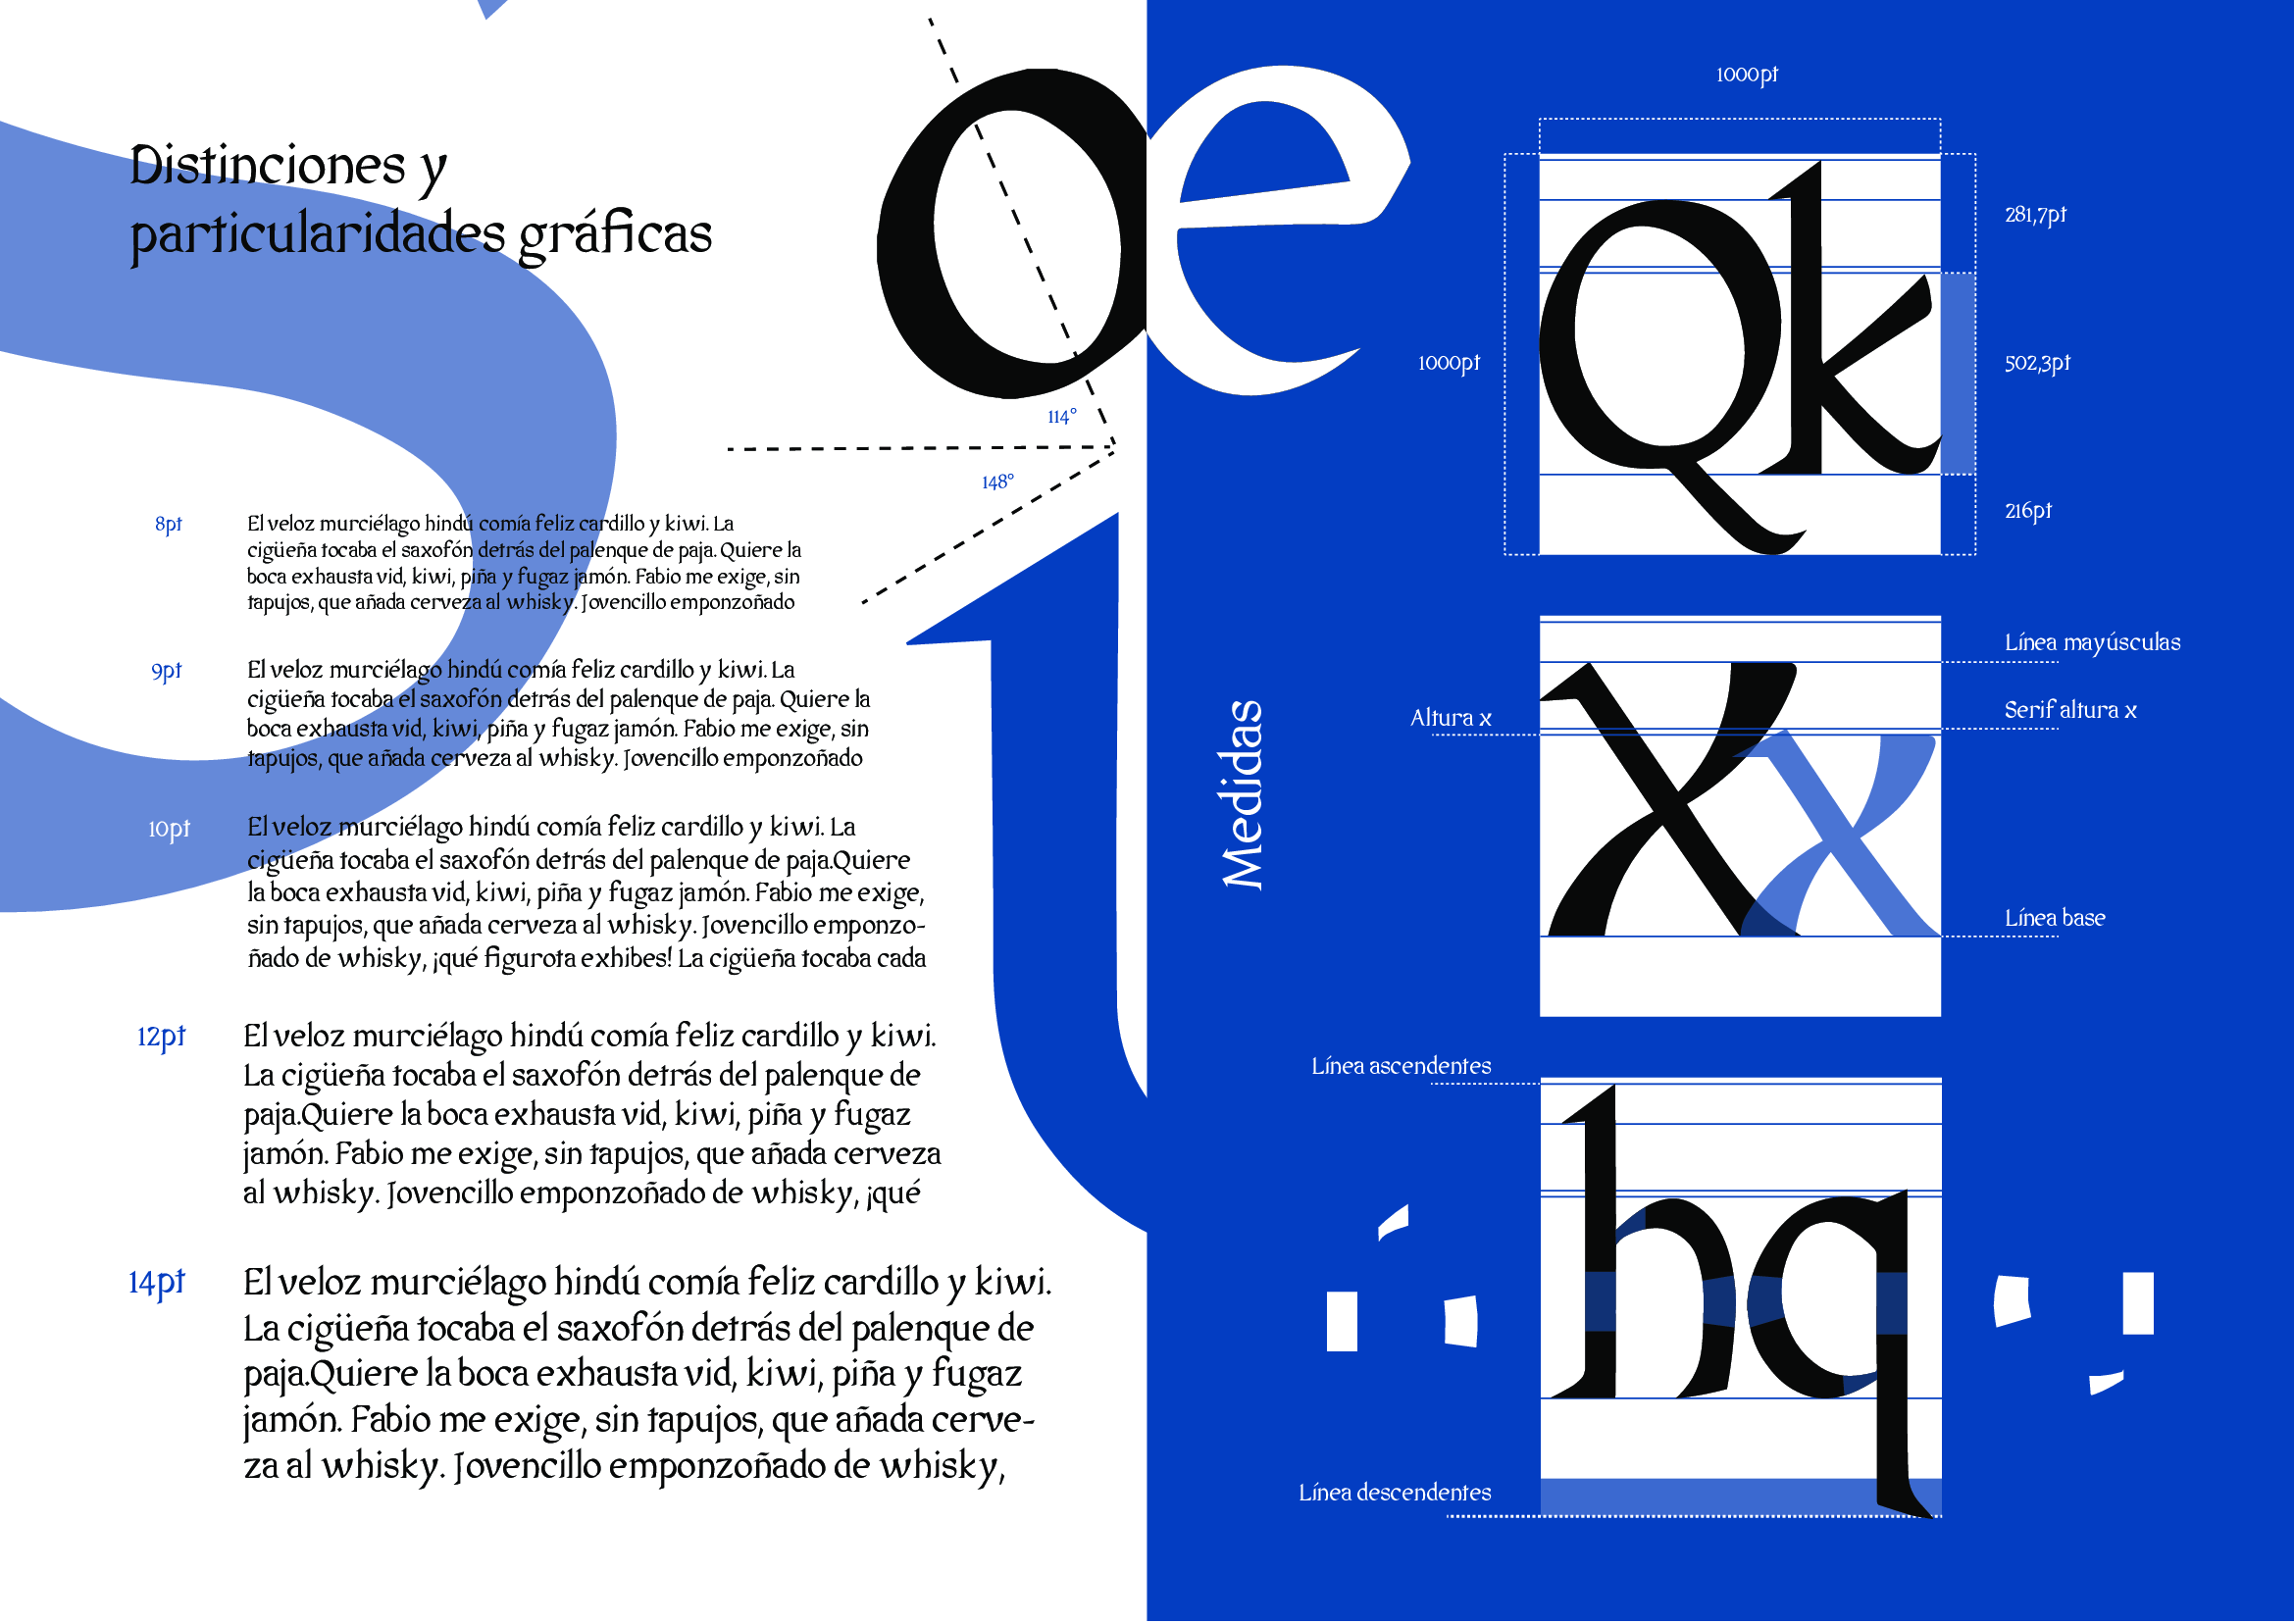 Distinciones y
particularidades gráficas
oe
114°
148°
8pt
El veloz murciélago hindú comía feliz cardillo y kiwi. La
cigüeña tocaba el saxofón detrás del palenque de paja. Quiere la
boca exhausta vid, kiwi, piña y fugaz jamón. Fabio me exige, sin
tapujos, que añada cerveza al whisky. Jovencillo emponzoñado
9pt
El veloz murciélago hindú comía feliz cardillo y kiwi. La
cigüeña tocaba el saxofón detrás del palenque de paja. Quiere la
boca exhausta vid, kiwi, piña y fugaz jamón. Fabio me exige, sin
tapujos, que añada cerveza al whisky. Jovencillo emponzoñado
10pt
El veloz murciélago hindú comía feliz cardillo y kiwi. La
cigüeña tocaba el saxofón detrás del palenque de paja.Quiere
la boca exhausta vid, kiwi, piña y fugaz jamón. Fabio me exige,
sin tapujos, que añada cerveza al whisky. Jovencillo emponzo-
ñado de whisky, ¡qué figurota exhibes! La cigüeña tocaba cada
12pt
El veloz murciélago hindú comía feliz cardillo y kiwi.
La cigüeña tocaba el saxofón detrás del palenque de
paja.Quiere la boca exhausta vid, kiwi, piña y fugaz
jamón. Fabio me exige, sin tapujos, que añada cerveza
al whisky. Jovencillo emponzoñado de whisky, ¡qué
14pt
El veloz murciélago hindú comía feliz cardillo y kiwi.
La cigüeña tocaba el saxofón detrás del palenque de
paja.Quiere la boca exhausta vid, kiwi, piña y fugaz
jamón. Fabio me exige, sin tapujos, que añada cerve-
za al whisky. Jovencillo emponzoñado de whisky,
Medidas
1000pt
1000pt
Qk
281,7pt
502,3pt
216pt
Altura x
Xx
Línea mayúsculas
Serif altura x
Línea base
Línea ascendentes
hq
Línea descendentes